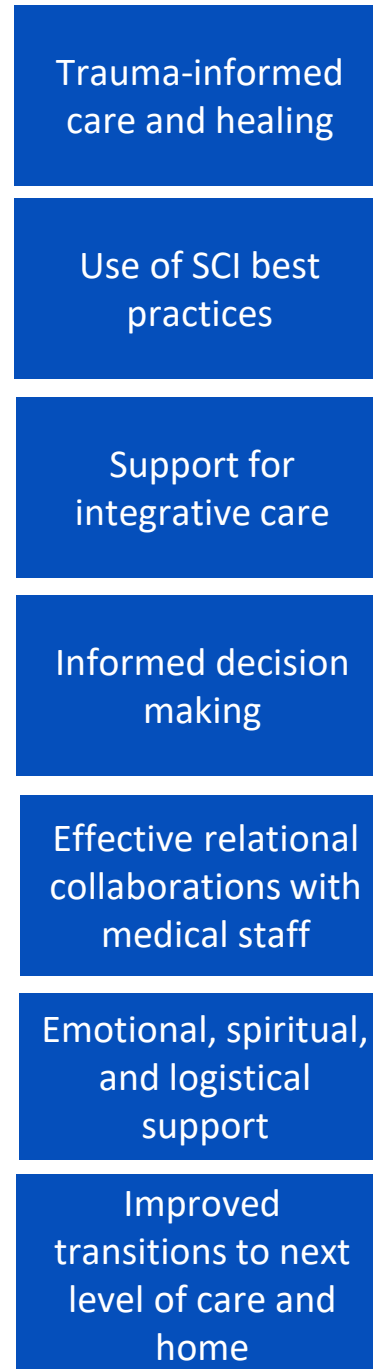 Trauma-informed
care and healing
Use of SCI best
practices
Support for
integrative care
Informed decision
making
Effective relational
collaborations with
medical staff
Emotional, spiritual,
and logistical
support
Improved
transitions to next
level of care and
home